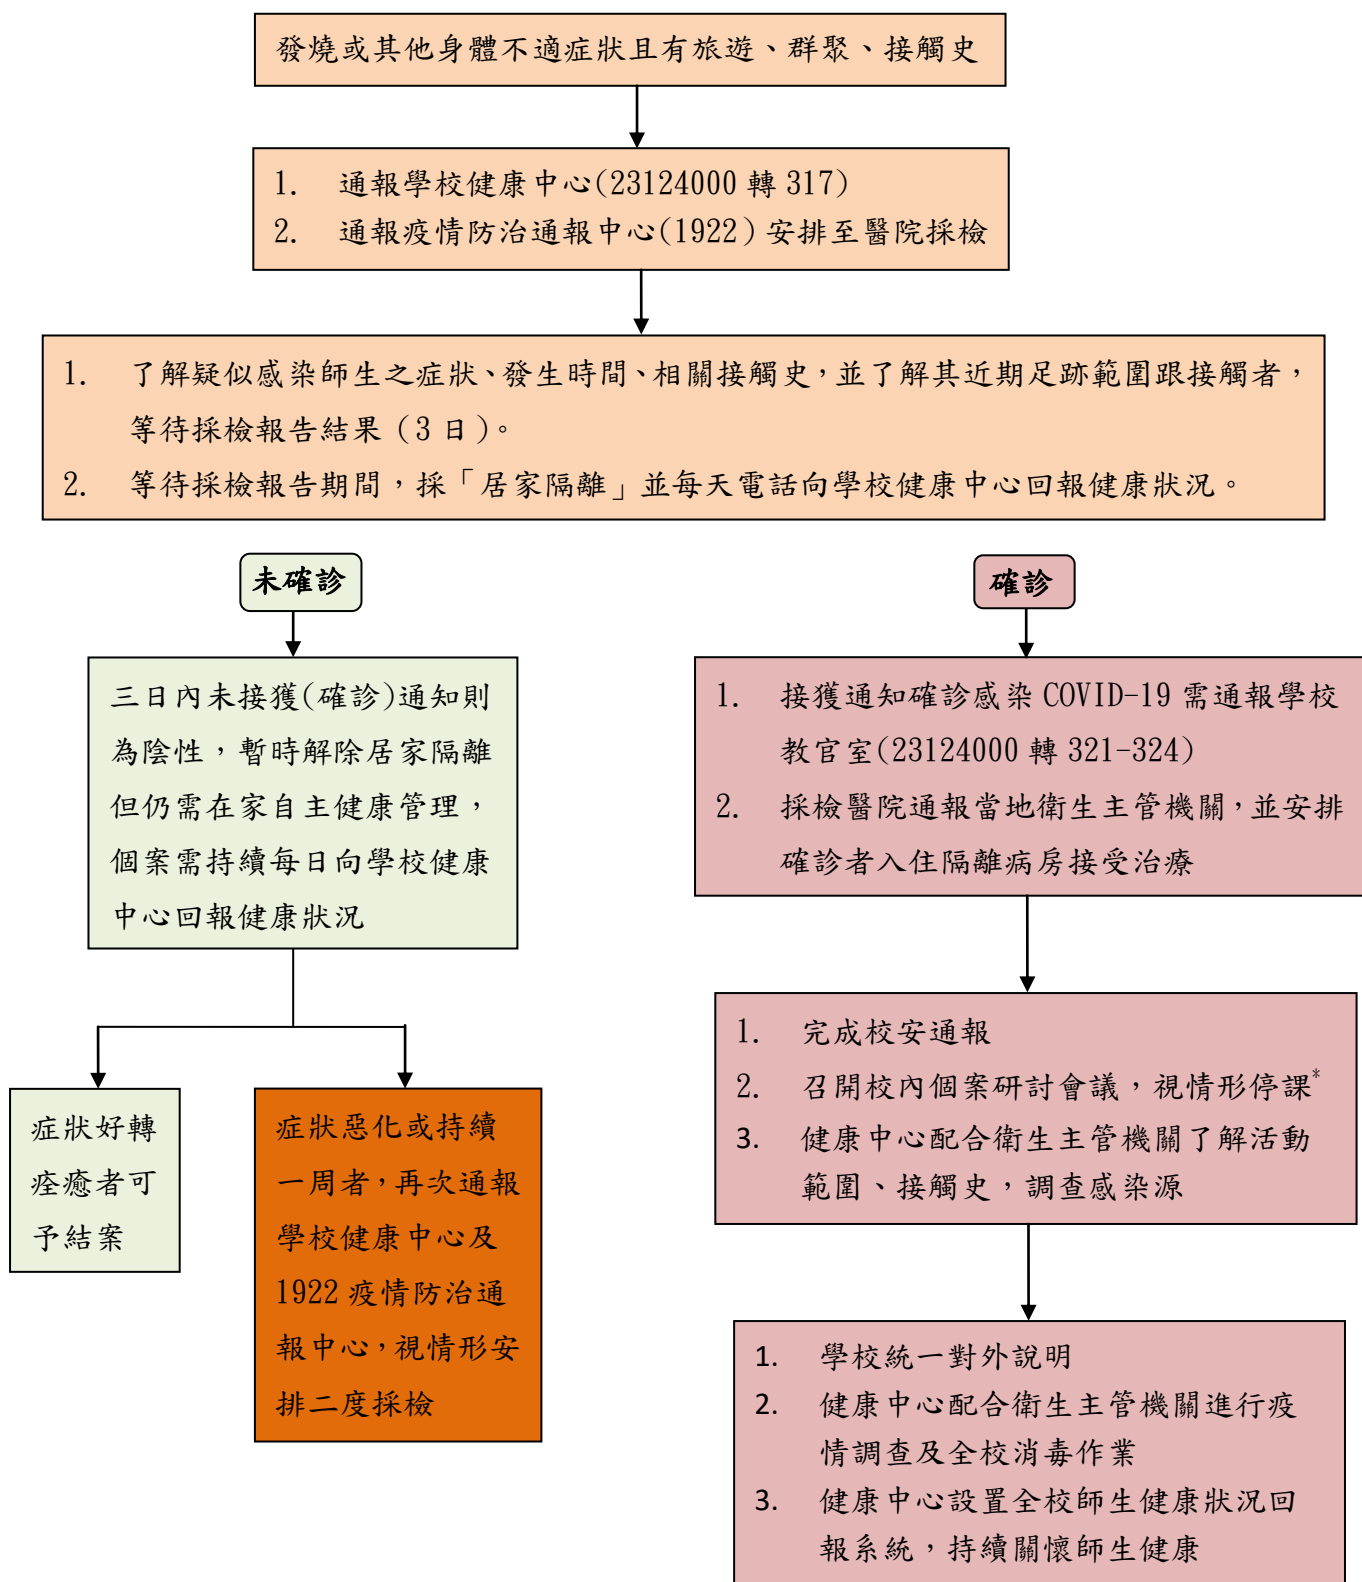 發燒或其他身體不適症狀且有旅遊、群聚、接觸史
1. 通報學校健康中心(23124000 轉 317)
2. 通報疫情防治通報中心(1922)安排至醫院採檢
1. 了解疑似感染師生之症狀、發生時間、相關接觸史，並了解其近期足跡範圍跟接觸者，
等待採檢報告結果（3 日）。
2. 等待採檢報告期間，採「居家隔離」並每天電話向學校健康中心回報健康狀況。
未確診
三日內未接獲(確診)通知則
為陰性，暫時解除居家隔離
但仍需在家自主健康管理，
個案需持續每日向學校健康
中心回報健康狀況
症狀好轉
痊癒者可
予結案
症狀惡化或持續
一周者，再次通報
學校健康中心及
1922 疫情防治通
報中心，視情形安
排二度採檢
確診
1. 接獲通知確診感染 COVID-19 需通報學校
教官室(23124000 轉 321-324)
2. 採檢醫院通報當地衛生主管機關，並安排
確診者入住隔離病房接受治療
1. 完成校安通報
2. 召開校內個案研討會議，視情形停課*
3. 健康中心配合衛生主管機關了解活動
範圍、接觸史，調查感染源
1. 學校統一對外說明
2. 健康中心配合衛生主管機關進行疫
情調查及全校消毒作業
3. 健康中心設置全校師生健康狀況回
報系統，持續關懷師生健康